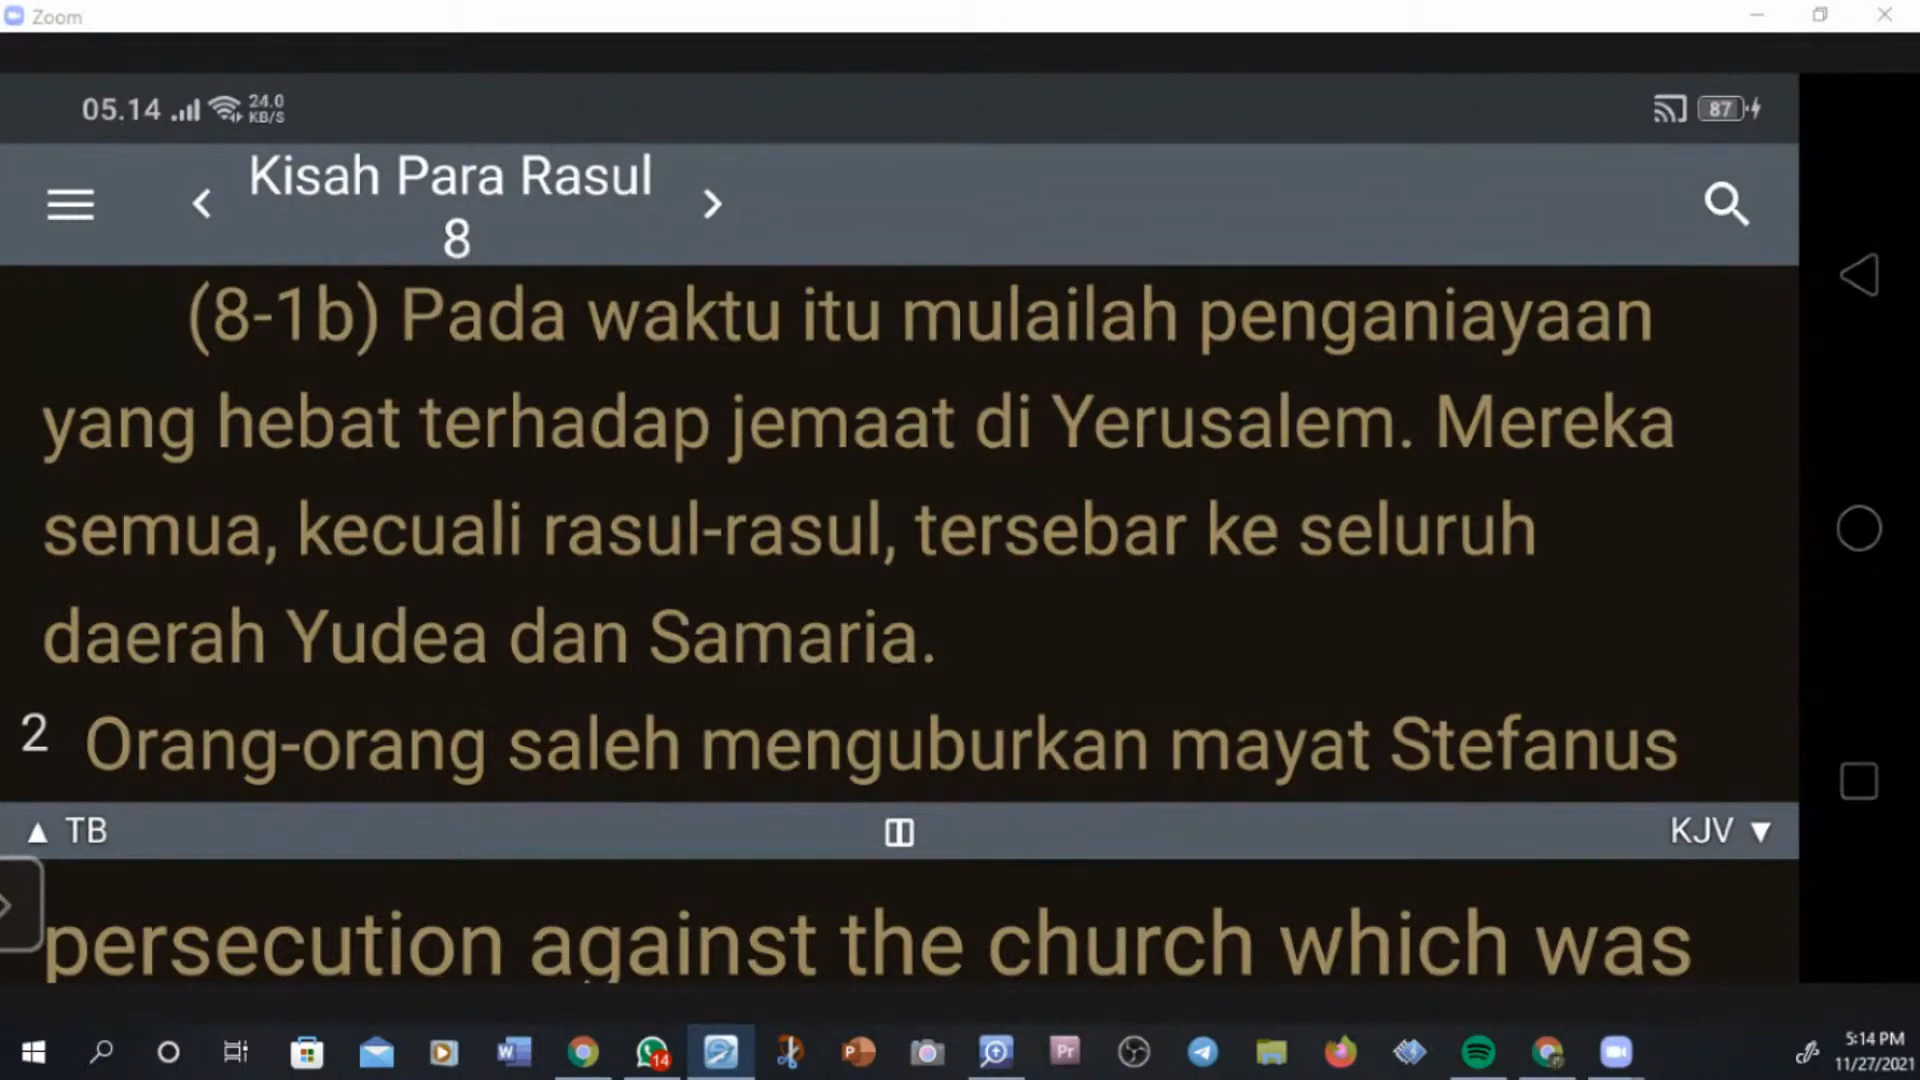 Zoom
05.14 24.0 KB/S 87
Kisah Para Rasul
8
(8-1b) Pada waktu itu mulailah penganiayaan
yang hebat terhadap jemaat di Yerusalem. Mereka
semua, kecuali rasul-rasul, tersebar ke seluruh
daerah Yudea dan Samaria.
2 Orang-orang saleh menguburkan mayat Stefanus
▲ TB KJV ▼
persecution against the church which was
W 14 P Pr
5:14 PM
11/27/2021